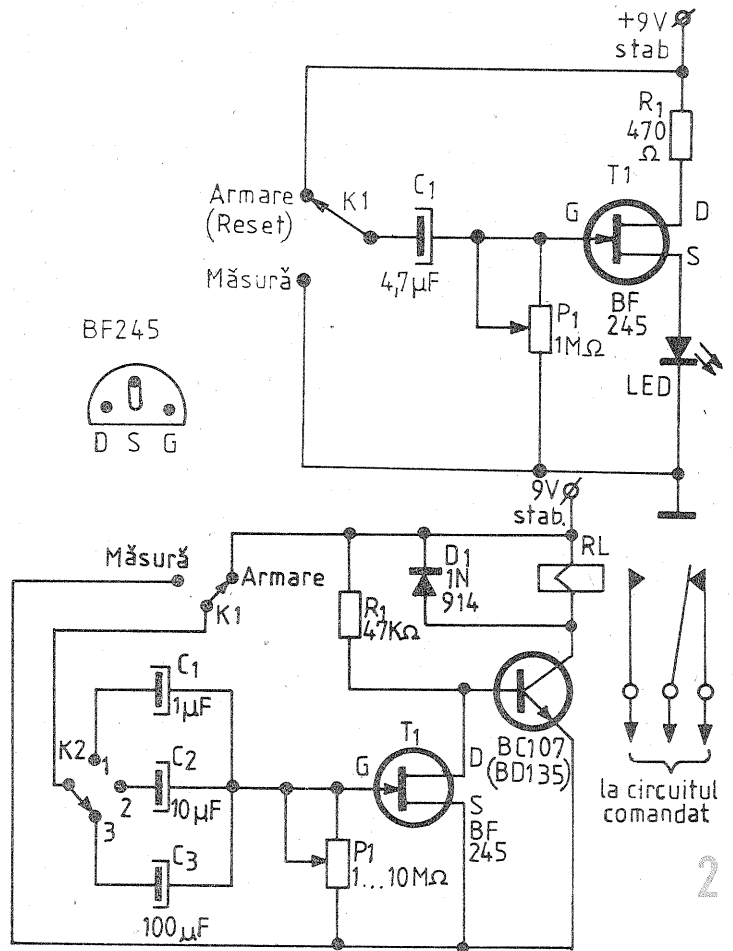 +9V
stab
R1
470
Ω
T1
Armare
(Reset)
K1
C1
G
D
S
Măsură
4,7µF
P1
1MΩ
BF
245
LED
BF245
D S G
9V
stab.
RL
Măsură
Armare
K1
D1
1N
914
R1
47KΩ
C1
1µF
K2
1
2
3
C2
10µF
C3
100µF
T1
G
D
S
BF
245
P1
1...10MΩ
BC107
(BD135)
la circuitul
comandat
2